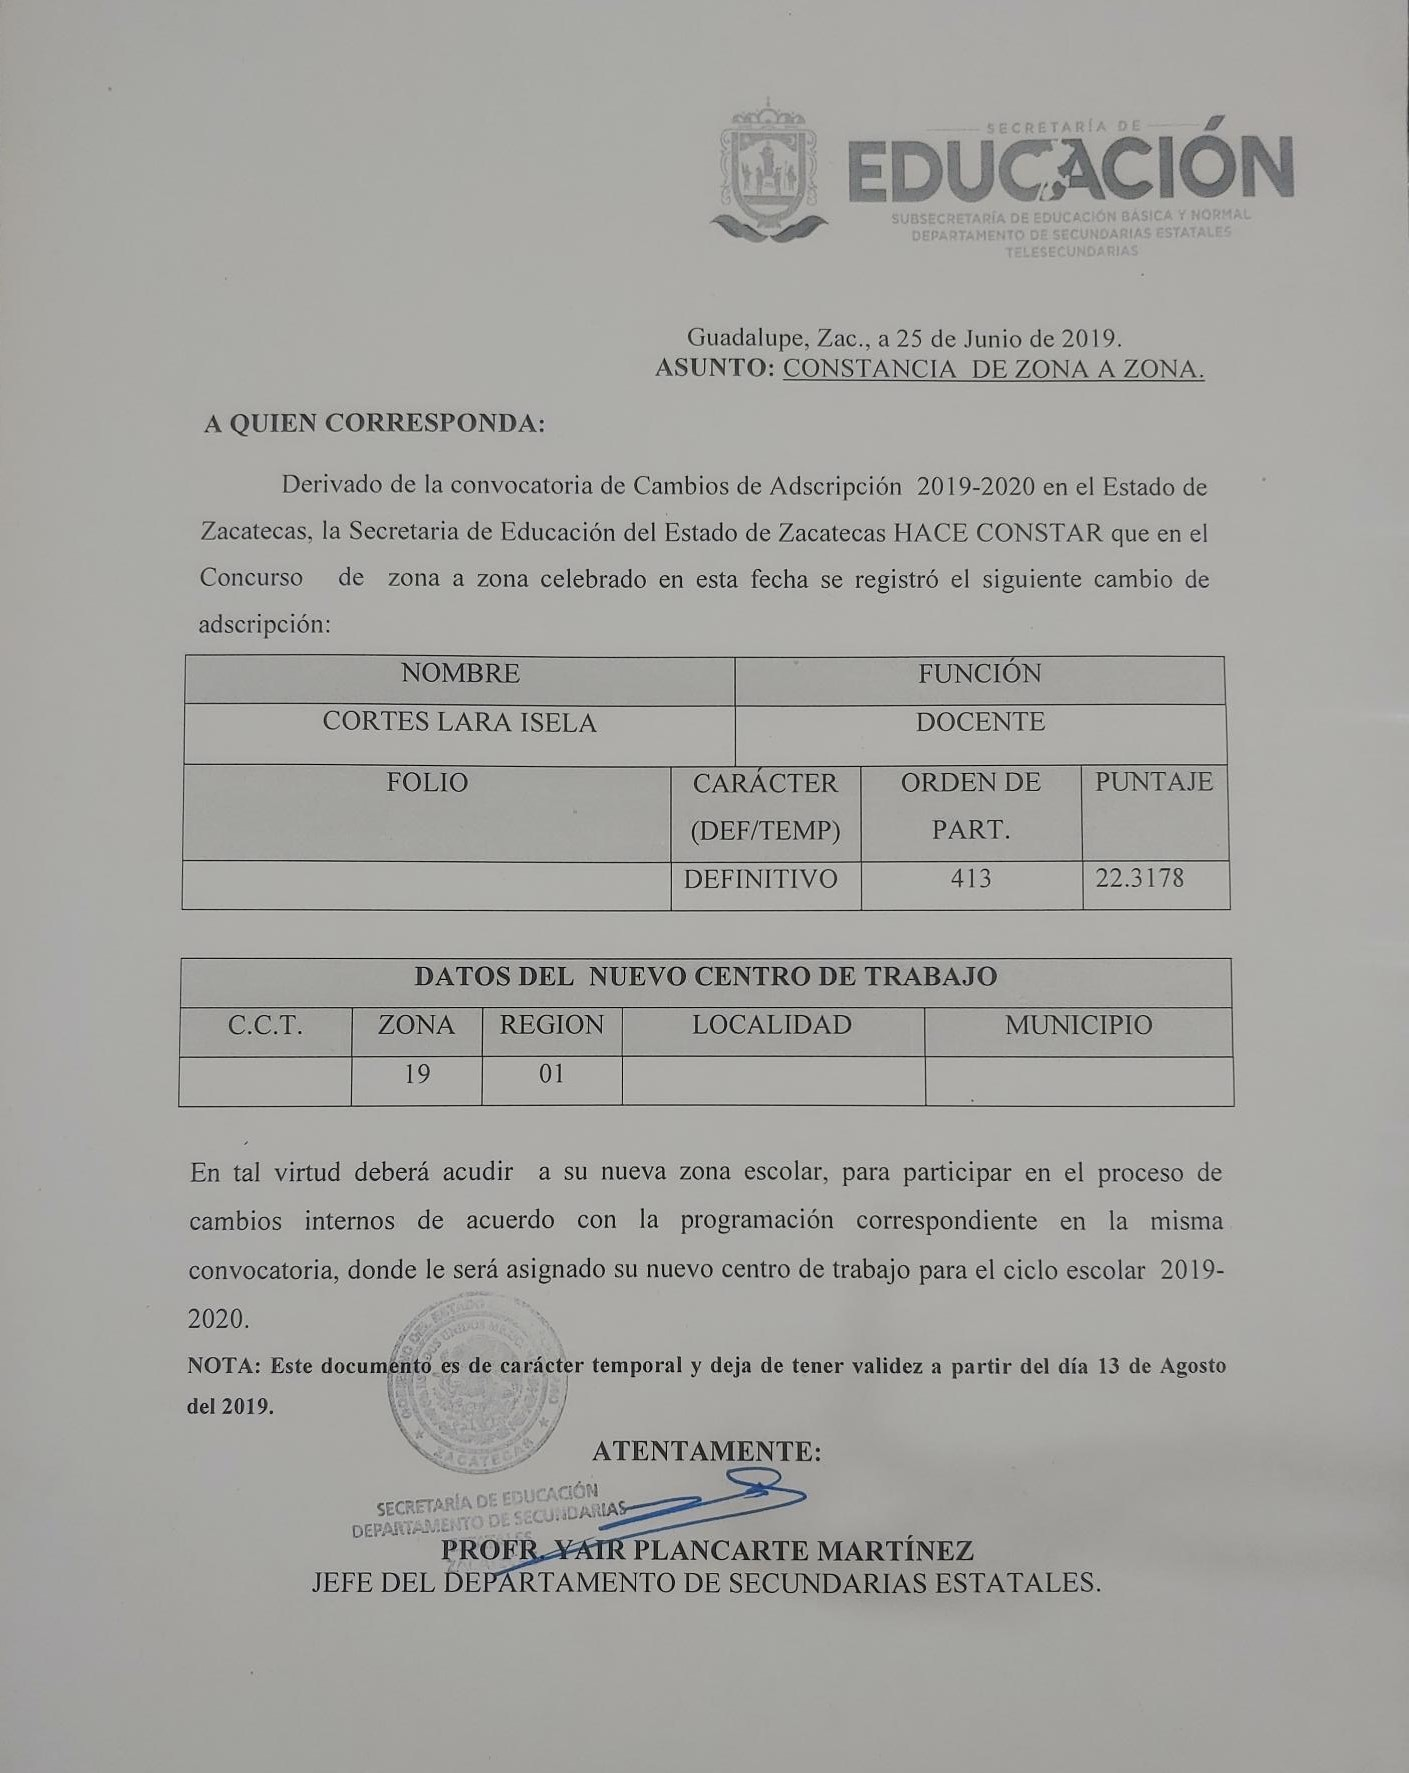 SECRETARÍA DE
EDUCACIÓN
SUBSECRETARÍA DE EDUCACIÓN BÁSICA Y NORMAL
DEPARTAMENTO DE SECUNDARIAS ESTATALES
TELESECUNDARIAS
Guadalupe, Zac., a 25 de Junio de 2019.
ASUNTO: CONSTANCIA DE ZONA A ZONA.
A QUIEN CORRESPONDA:
Derivado de la convocatoria de Cambios de Adscripción 2019-2020 en el Estado de
Zacatecas, la Secretaria de Educación del Estado de Zacatecas HACE CONSTAR que en el
Concurso de zona a zona celebrado en esta fecha se registró el siguiente cambio de
adscripción:
NOMBRE FUNCIÓN
CORTES LARA ISELA DOCENTE
FOLIO CARÁCTER ORDEN DE PUNTAJE
(DEF/TEMP) PART.
DEFINITIVO 413 22.3178
DATOS DEL NUEVO CENTRO DE TRABAJO
C.C.T. ZONA REGION LOCALIDAD MUNICIPIO
19 01
En tal virtud deberá acudir a su nueva zona escolar, para participar en el proceso de
cambios internos de acuerdo con la programación correspondiente en la misma
convocatoria, donde le será asignado su nuevo centro de trabajo para el ciclo escolar 2019-
2020.
NOTA: Este documento es de carácter temporal y deja de tener validez a partir del día 13 de Agosto
del 2019.
ZACATECAS
ATENTAMENTE:
SECRETARÍA DE EDUCACIÓN
DEPARTAMENTO DE SECUNDARIAS
ESTATALES
PROFR. YAIR PLANCARTE MARTÍNEZ
JEFE DEL DEPARTAMENTO DE SECUNDARIAS ESTATALES.